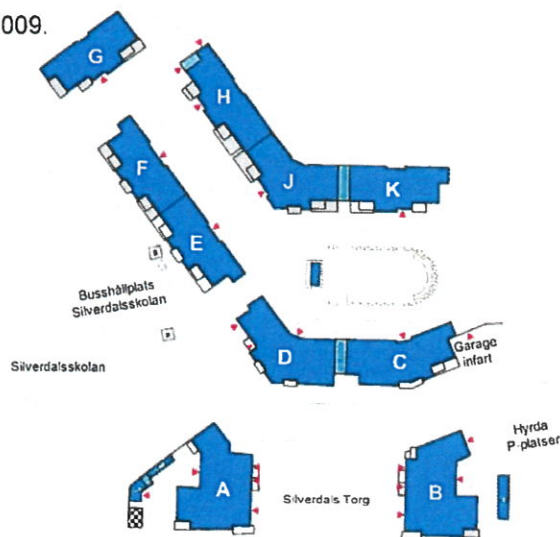 009.
G
H
F
J
K
E
Busshållplats
Silverdalsskolan
D
C
Garage
infart
Silverdalsskolan
Hyrda
P-platser
A
Silverdals Torg
B